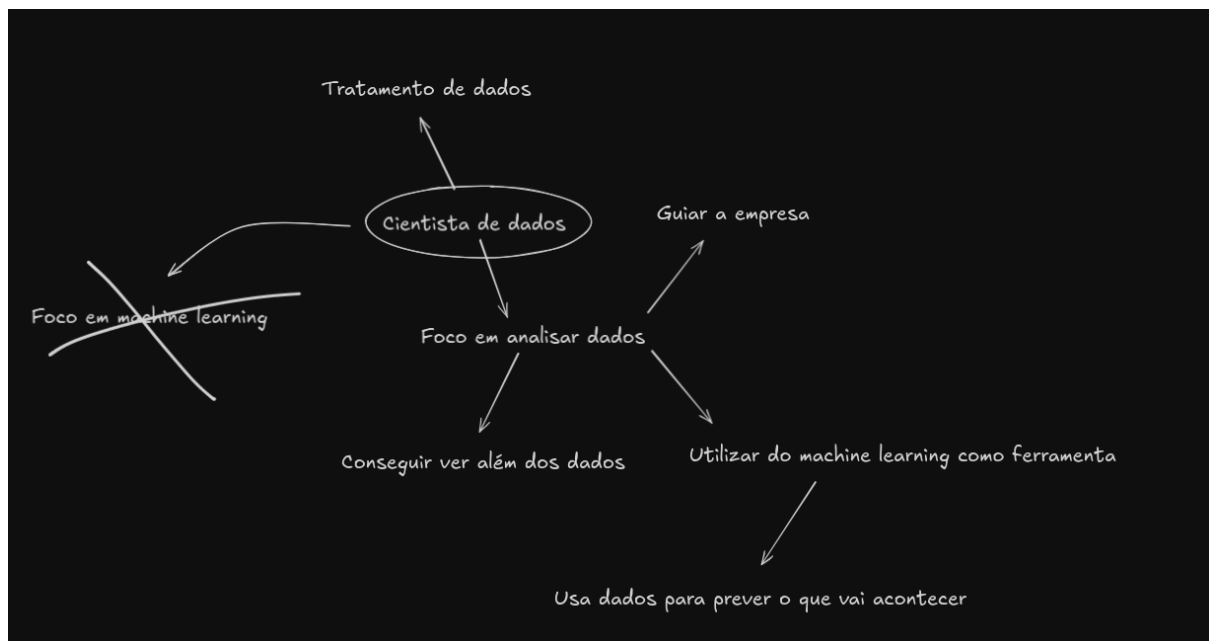 Tratamento de dados
Cientista de dados
Guiar a empresa
Foco em machine learning
Foco em analisar dados
Conseguir ver além dos dados
Utilizar do machine learning como ferramenta
Usa dados para prever o que vai acontecer